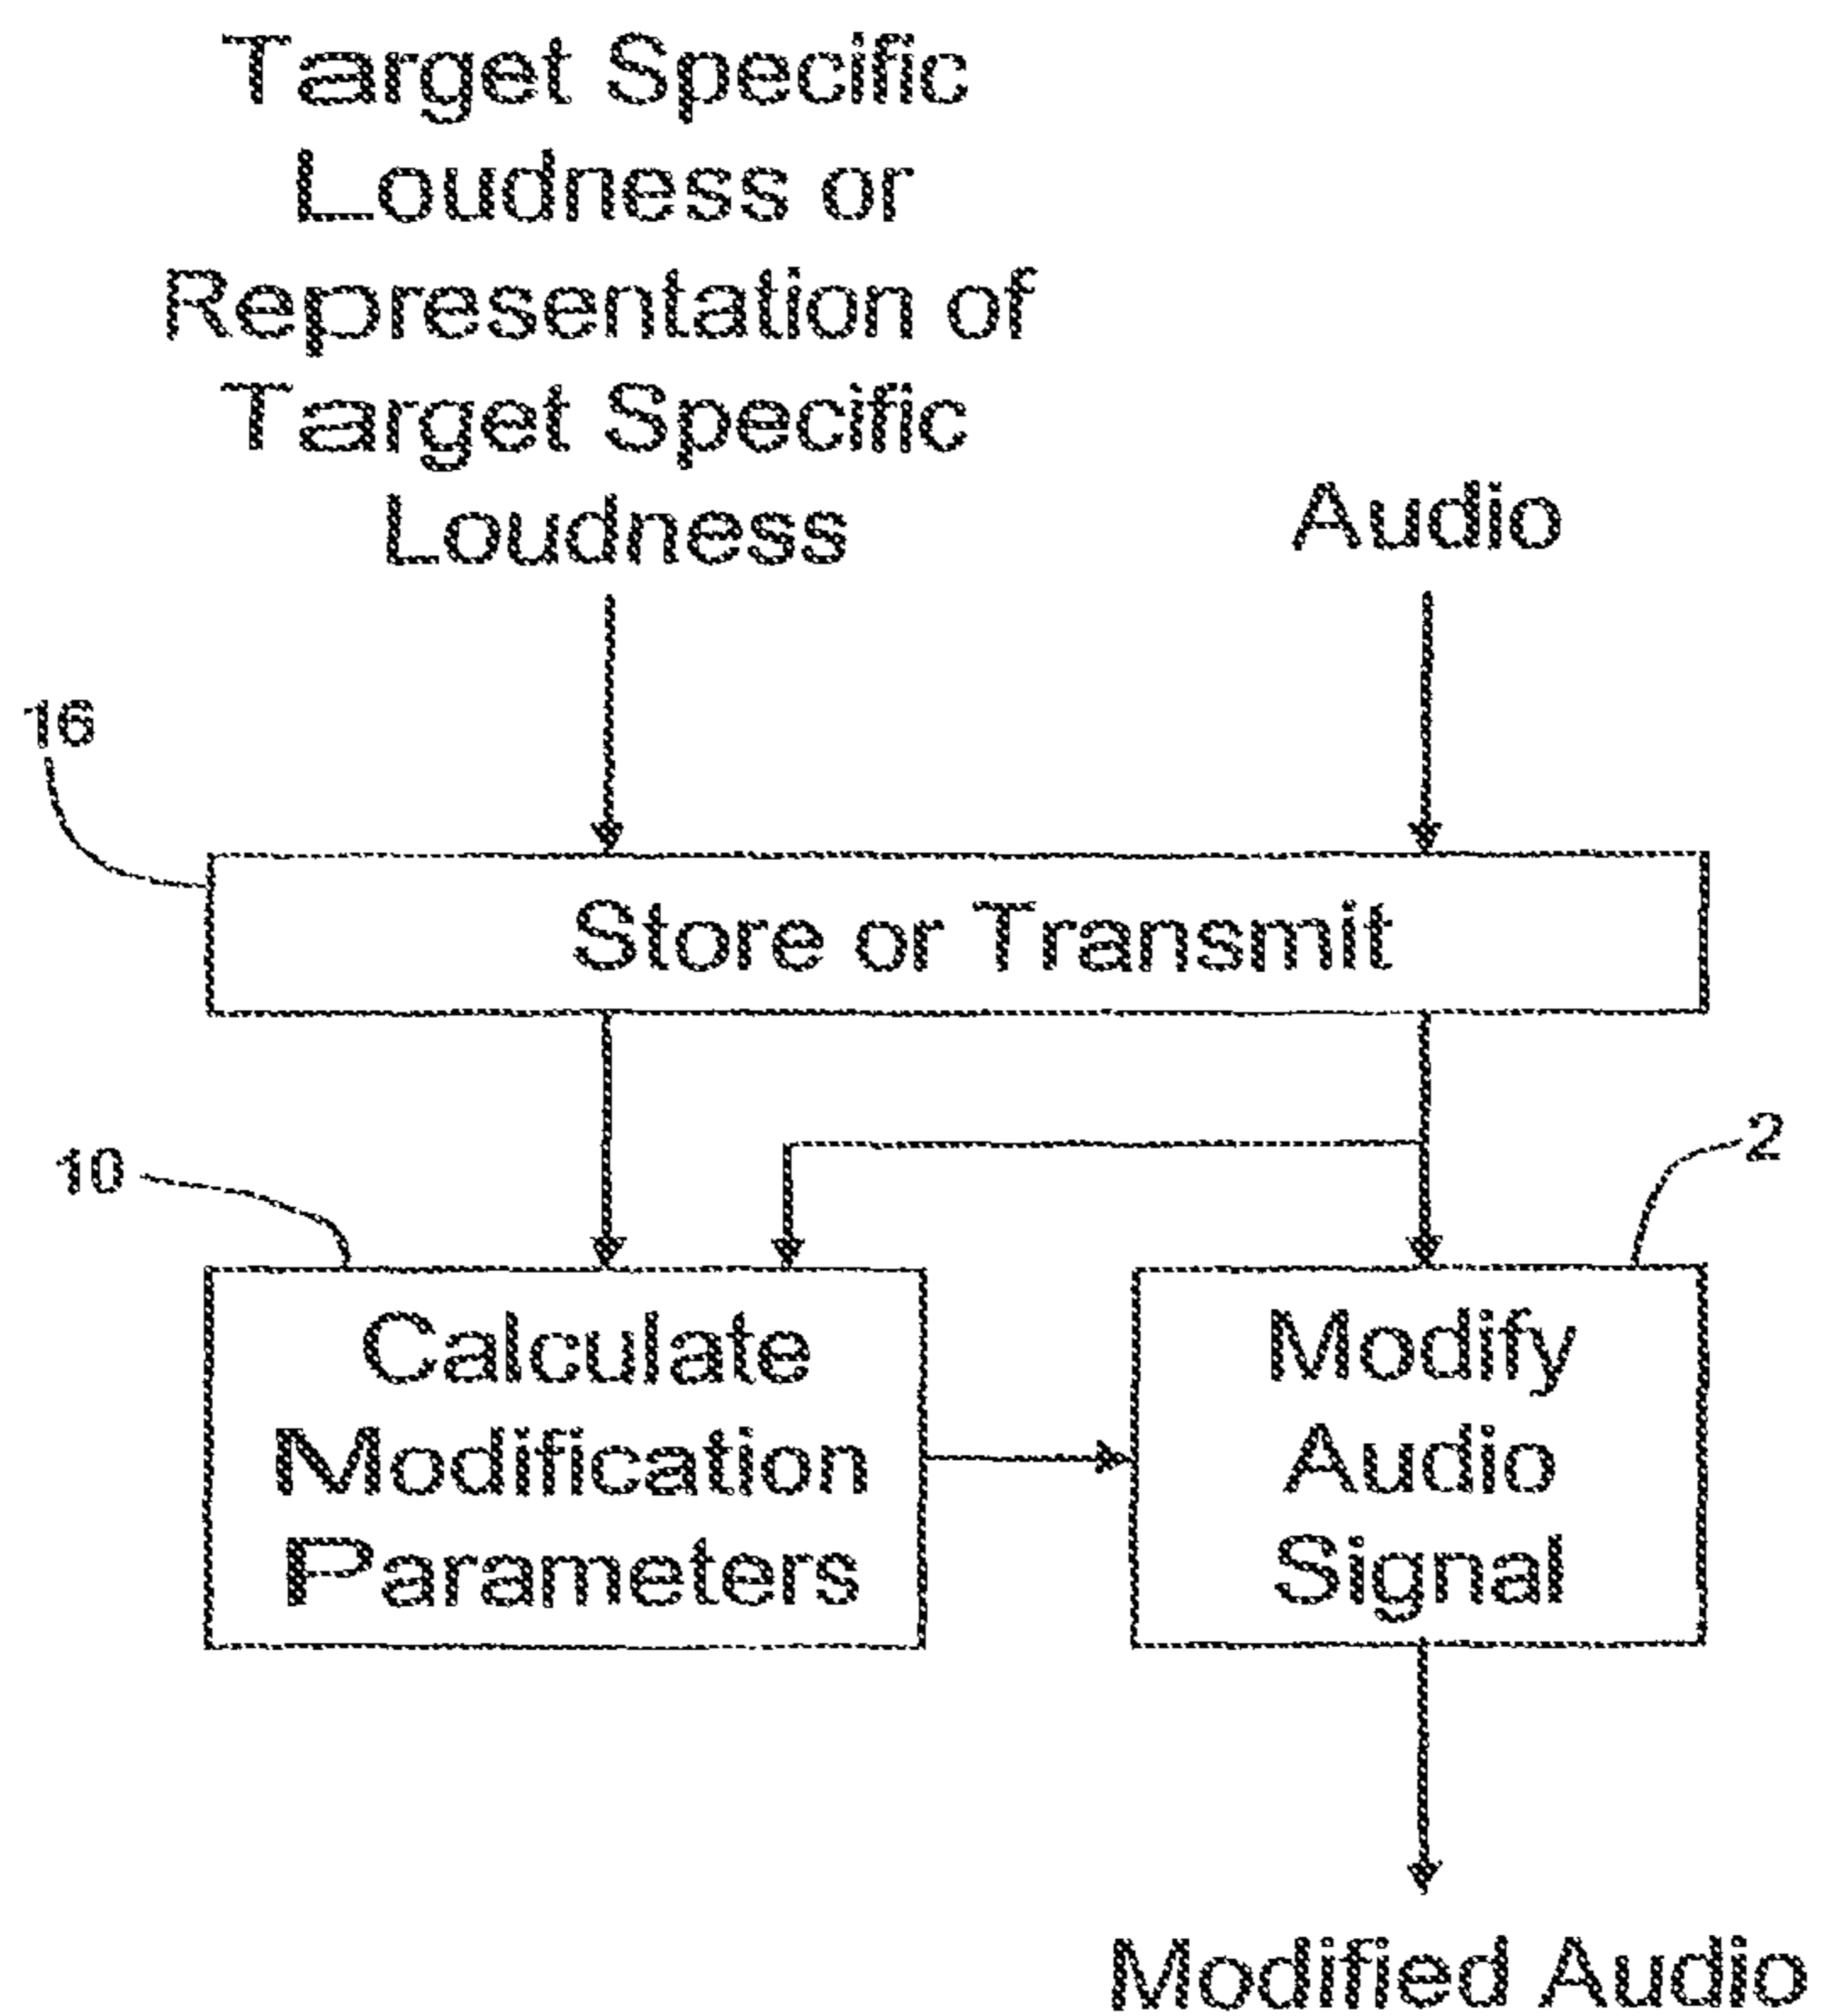 Target Specific
Loudness or
Representation of
Target Specific
Loudness
Audio
16
Store or Transmit
10
2
Calculate
Modification
Parameters
Modify
Audio
Signal
Modified Audio